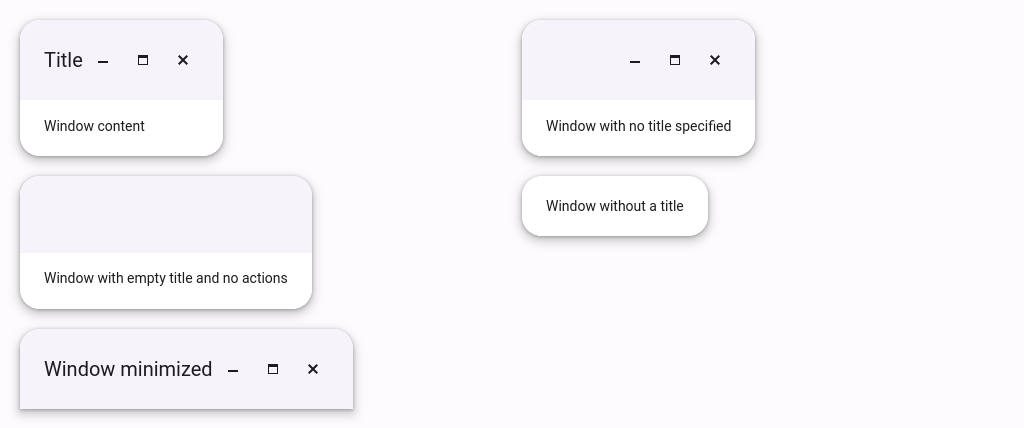 Title
Window content
Window with no title specified
Window with empty title and no actions
Window without a title
Window minimized